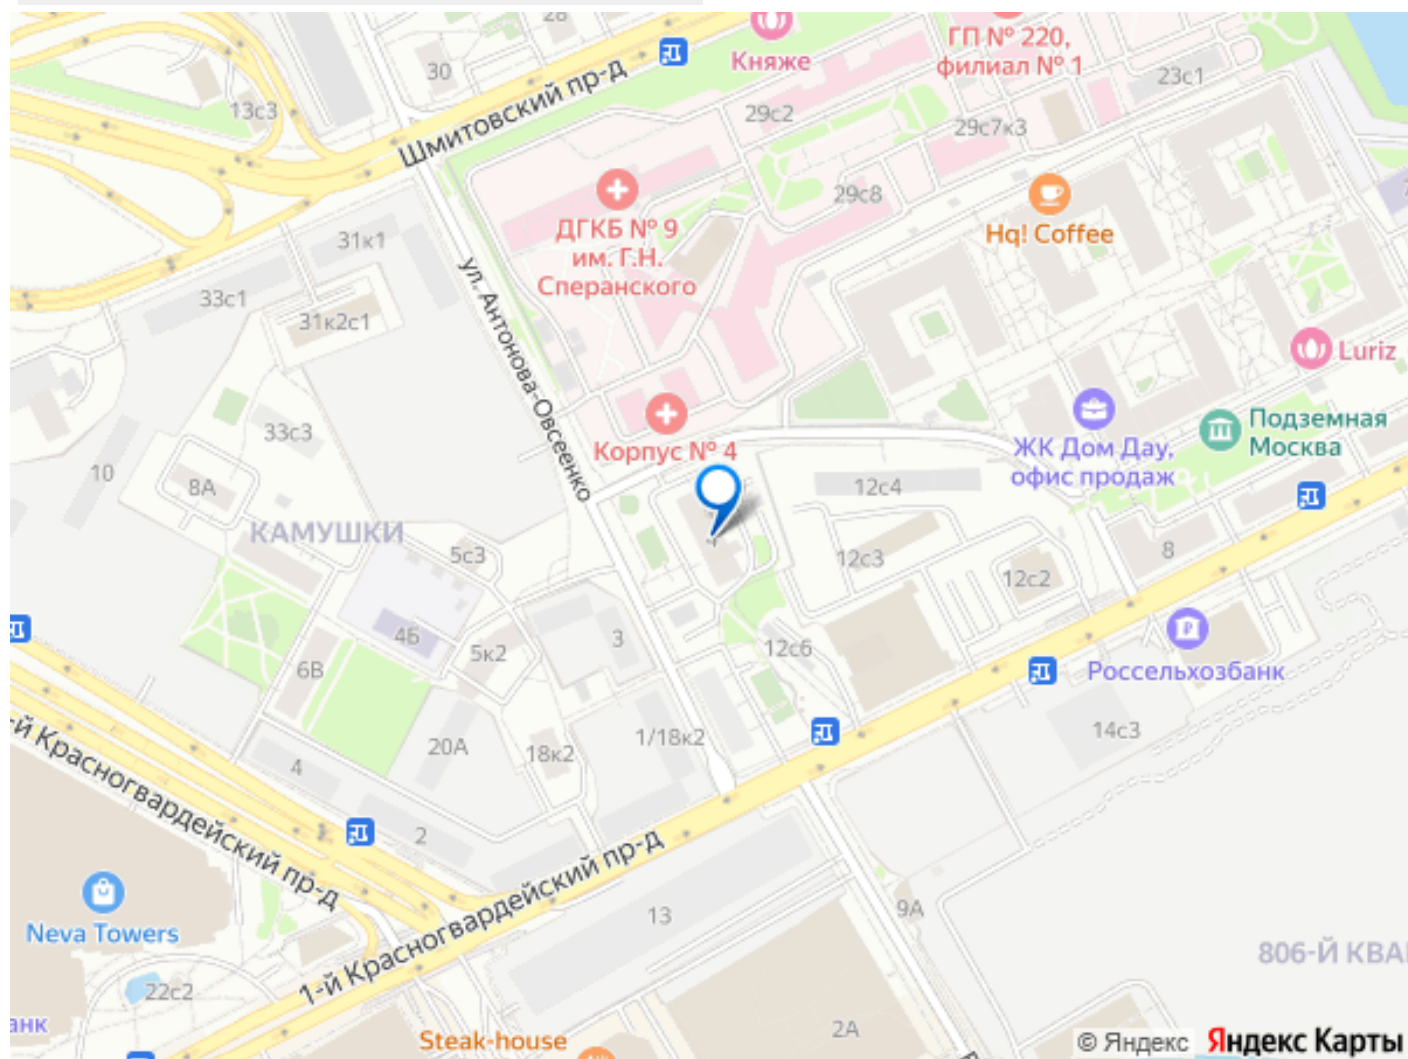 28
Княже
ГП № 220,
филиал № 1
23с1
30
13с3
Шмитовский пр-д
29с2
29с7к3
ДГКБ № 9
им. Г.Н.
Сперанского
29с8
Hq! Coffee
31к1
33с1
31к2с1
ул. Антонова-Овсеенко
Luriz
Корпус № 4
ЖК Дом Дау,
офис продаж
Подземная
Москва
33с3
10
8А
КАМУШКИ
12с4
4
5с3
12с3
12с2
8
4Б
5к2
3
12с6
6В
Россельхозбанк
20А
18к2
1/18к2
14с3
4
2
-й Красногвардейский пр-д
1-й Красногвардейский пр-д
Neva Towers
13
9А
806-Й КВА
22с2
анк
Steak-house
2А
© Яндекс Яндекс Карты